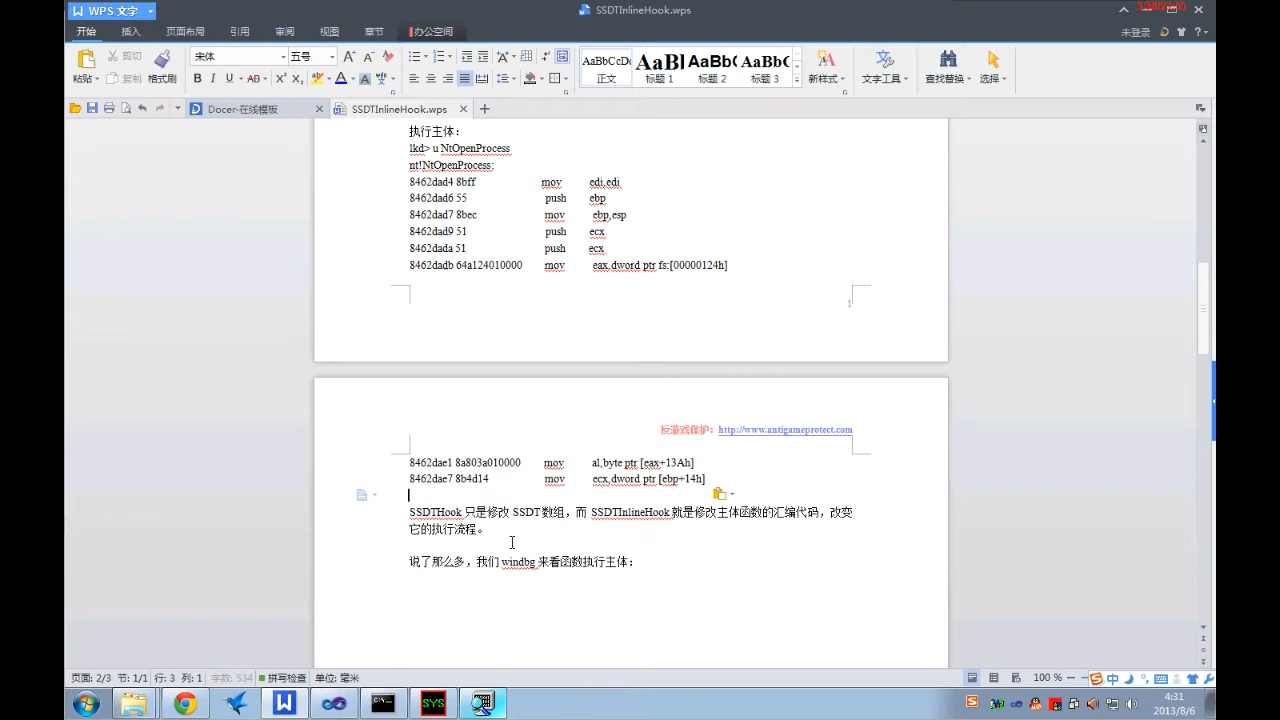 WPS 文字
SSDTInlineHook.wps
开始 插入 页面布局 引用 审阅 视图 章节 办公空间
未登录
粘贴 剪切 复制 格式刷
宋体 五号
B I U AB X² X₂ A A
AaBbCcDc 正文
AaBl 标题 1
AaBb( 标题 2
AaBbC( 标题 3
新样式 文字工具 查找替换 选择
Docer-在线模板 SSDTInlineHook.wps
执行主体：
lkd> u NtOpenProcess
nt!NtOpenProcess:
8462dad4 8bff mov edi,edi
8462dad6 55 push ebp
8462dad7 8bec mov ebp,esp
8462dad9 51 push ecx
8462dada 51 push ecx
8462dadb 64a124010000 mov eax,dword ptr fs:[00000124h]
1
反游戏保护：http://www.antigameprotect.com
8462dae1 8a803a010000 mov al,byte ptr [eax+13Ah]
8462dae7 8b4d14 mov ecx,dword ptr [ebp+14h]
SSDTHook 只是修改 SSDT 数组，而 SSDTInlineHook 就是修改主体函数的汇编代码，改变
它的执行流程。
说了那么多，我们 windbg 来看函数执行主体：
页面: 2/3 节: 1/1 行: 3 列: 1 字数: 534 拼写检查 单位: 毫米
100 %
中
SYS
4:31
2013/8/6